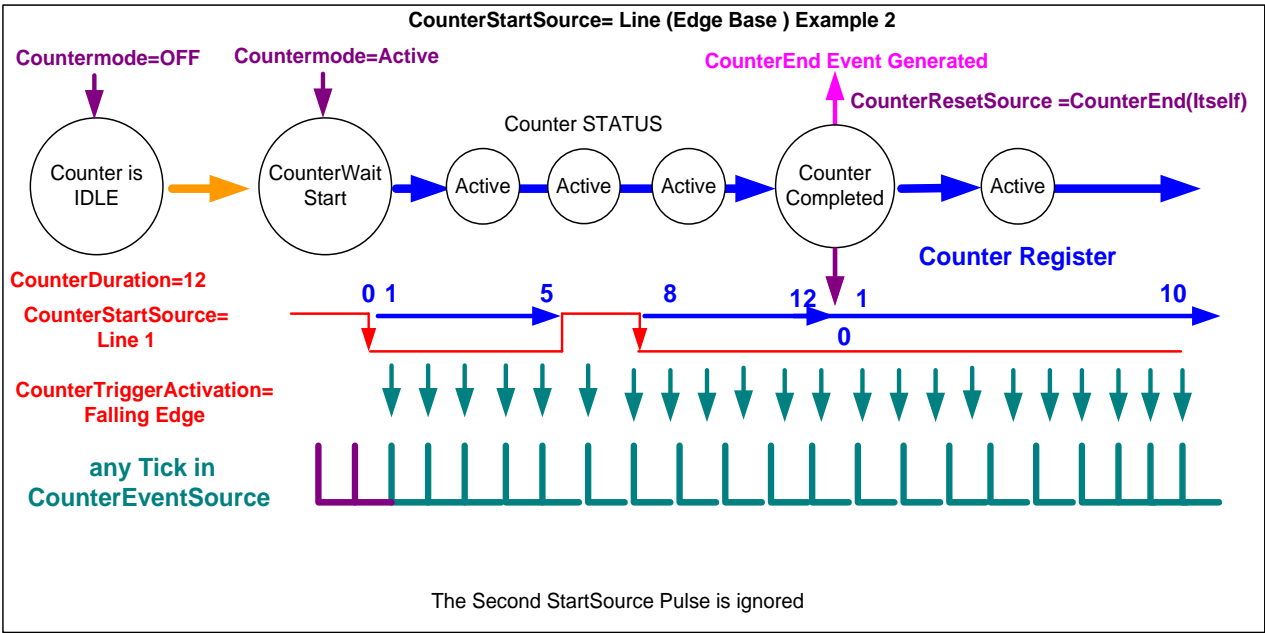 CounterStartSource= Line (Edge Base ) Example 2
Countermode=OFF
Countermode=Active
CounterEnd Event Generated
CounterResetSource =CounterEnd(Itself)
Counter STATUS
Counter is
IDLE
CounterWait
Start
Active
Active
Active
Counter
Completed
Active
Counter Register
CounterDuration=12
0 1 5 8 12 1 10
CounterStartSource=
Line 1
0
CounterTriggerActivation=
Falling Edge
any Tick in
CounterEventSource
The Second StartSource Pulse is ignored